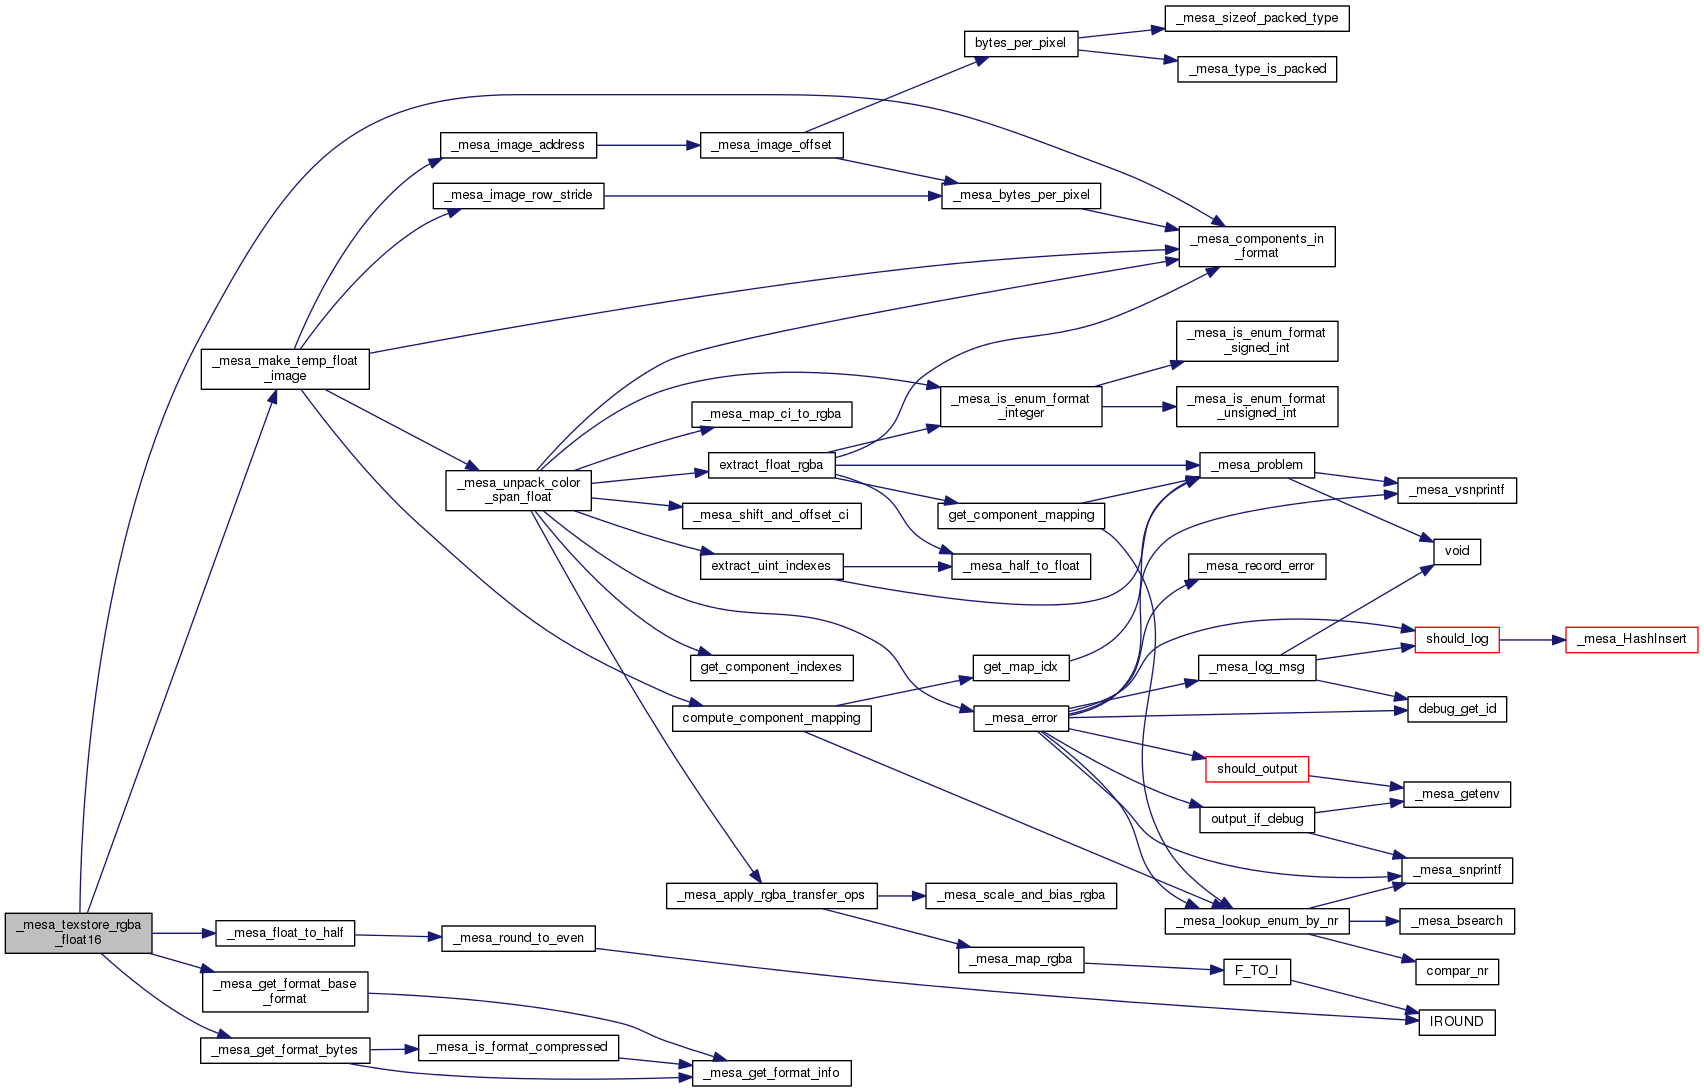 _mesa_sizeof_packed_type
bytes_per_pixel
_mesa_type_is_packed
_mesa_image_address
_mesa_image_offset
_mesa_image_row_stride
_mesa_bytes_per_pixel
_mesa_components_in
_format
_mesa_is_enum_format
_signed_int
_mesa_make_temp_float
_image
_mesa_is_enum_format
_integer
_mesa_is_enum_format
_unsigned_int
_mesa_map_ci_to_rgba
extract_float_rgba
_mesa_problem
_mesa_unpack_color
_span_float
_mesa_vsnprintf
_mesa_shift_and_offset_ci
get_component_mapping
void
extract_uint_indexes
_mesa_half_to_float
_mesa_record_error
should_log
_mesa_HashInsert
get_component_indexes
get_map_idx
_mesa_log_msg
debug_get_id
compute_component_mapping
_mesa_error
should_output
_mesa_getenv
output_if_debug
_mesa_snprintf
_mesa_apply_rgba_transfer_ops
_mesa_scale_and_bias_rgba
_mesa_lookup_enum_by_nr
_mesa_bsearch
_mesa_texstore_rgba
_float16
_mesa_float_to_half
_mesa_round_to_even
_mesa_map_rgba
F_TO_I
compar_nr
_mesa_get_format_base
_format
IROUND
_mesa_get_format_bytes
_mesa_is_format_compressed
_mesa_get_format_info